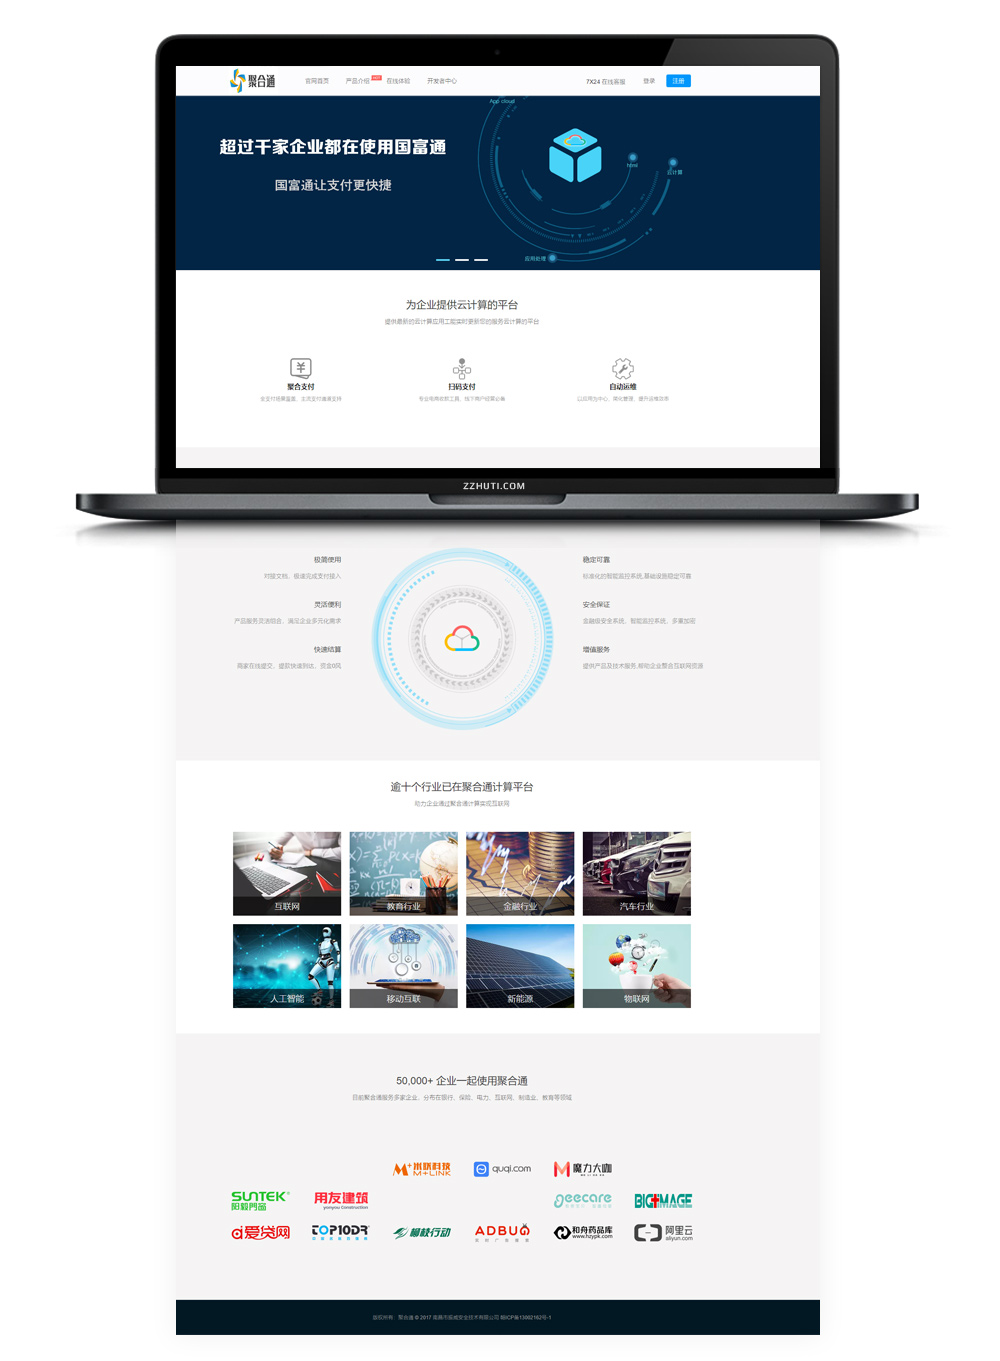 聚合通 官网首页 产品介绍 在线体验 开发者中心 7X24 在线客服 登录 注册
App cloud
超过千家企业都在使用国富通
国富通让支付更快捷
html
云计算
应用处理
为企业提供云计算的平台
提供最新的云计算应用工能实时更新您的服务云计算的平台
聚合支付 扫码支付 自动运维
全支付场景覆盖、主流支付渠道支持 专业电商收款工具、线下商户经营必备 以应用为中心、简化管理、提升运维效率
ZZHUTI.COM
极简使用 稳定可靠
对接文档、极速完成支付接入 标准化的智能监控系统,基础设施稳定可靠
灵活便利 安全保证
产品服务灵活组合、满足企业多元化需求 金融级安全系统、智能监控系统、多重加密
快速结算 增值服务
商家在线提交、提款快速到达、资金0风 提供产品及技术服务,帮助企业聚合互联网资源
逾十个行业已在聚合通计算平台
助力企业通过聚合通计算实现互联网
互联网 教育行业 金融行业 汽车行业
人工智能 移动互联 新能源 物联网
50,000+ 企业一起使用聚合通
目前聚合通服务多家企业、分布在银行、保险、电力、互联网、制造业、教育等领域
M+ 米联科技 M+LINK quqi.com 魔力大咖
SUNTEK 阳毅門品 用友建筑 yonyou Construction geecare BIGIMAGE
爱贷网 TOP10DR 柳枝行动 ADBUG 和舟药品库 www.hzypk.com 阿里云 aliyun.com
版权所有：聚合通 © 2017 南昌市振威安全技术有限公司 赣ICP备13862162号-1